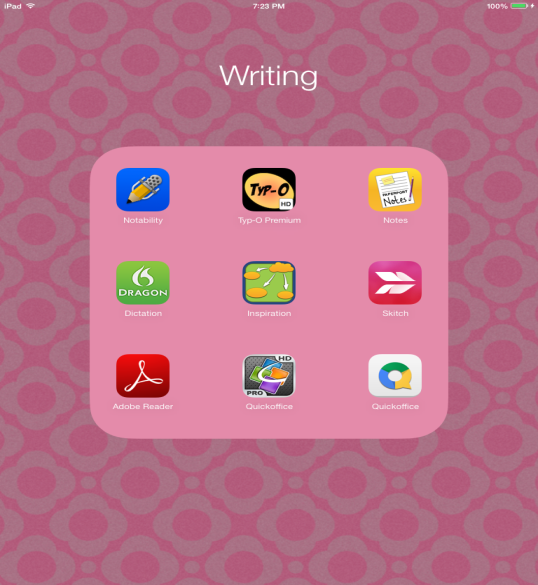 iPad 7:23 PM 100%
Writing
TYP-O
HD
PAPERPORT
Notes
Notability Typ-O Premium Notes
DRAGON
Dictation Inspiration Skitch
HD
PRO
Adobe Reader Quickoffice Quickoffice